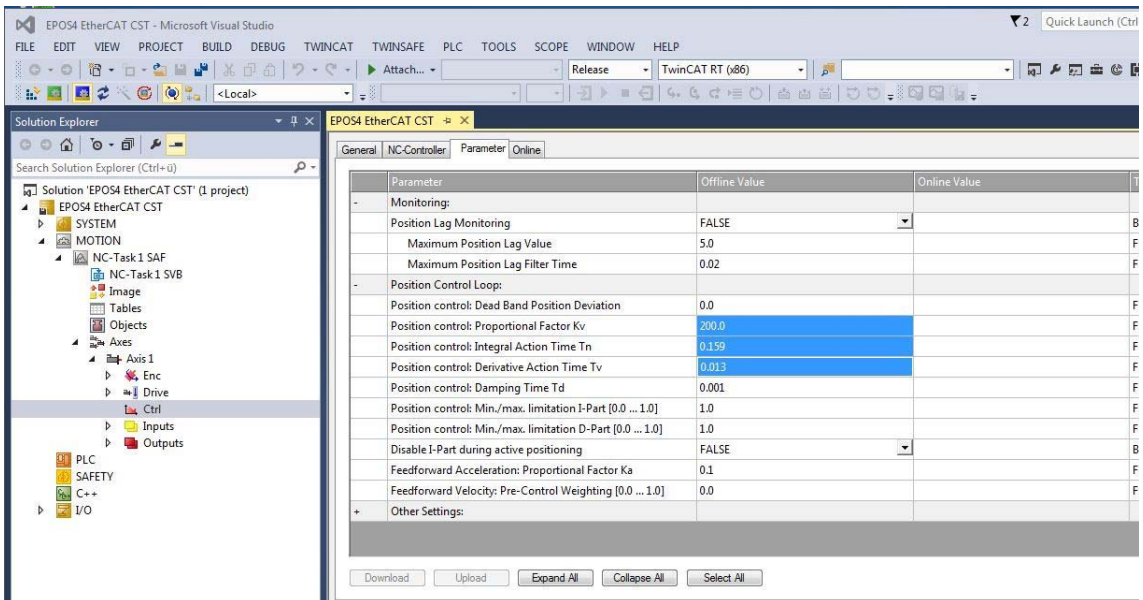 EPOS4 EtherCAT CST - Microsoft Visual Studio
2 Quick Launch (Ctrl
FILE EDIT VIEW PROJECT BUILD DEBUG TWINCAT TWINSAFE PLC TOOLS SCOPE WINDOW HELP
Attach... Release TwinCAT RT (x86)
<Local>
Solution Explorer
Search Solution Explorer (Ctrl+ü)
Solution 'EPOS4 EtherCAT CST' (1 project)
EPOS4 EtherCAT CST
SYSTEM
MOTION
NC-Task 1 SAF
NC-Task 1 SVB
Image
Tables
Objects
Axes
Axis 1
Enc
Drive
Ctrl
Inputs
Outputs
PLC
SAFETY
C++
I/O
EPOS4 EtherCAT CST
General NC-Controller Parameter Online
Parameter Offline Value Online Value T
- Monitoring:
Position Lag Monitoring FALSE B
Maximum Position Lag Value 5.0 F
Maximum Position Lag Filter Time 0.02 F
- Position Control Loop:
Position control: Dead Band Position Deviation 0.0 F
Position control: Proportional Factor Kv 200.0 F
Position control: Integral Action Time Tn 0.159 F
Position control: Derivative Action Time Tv 0.013 F
Position control: Damping Time Td 0.001 F
Position control: Min./max. limitation I-Part [0.0 ... 1.0] 1.0 F
Position control: Min./max. limitation D-Part [0.0 ... 1.0] 1.0 F
Disable I-Part during active positioning FALSE B
Feedforward Acceleration: Proportional Factor Ka 0.1 F
Feedforward Velocity: Pre-Control Weighting [0.0 ... 1.0] 0.0 F
+ Other Settings:
Download Upload Expand All Collapse All Select All